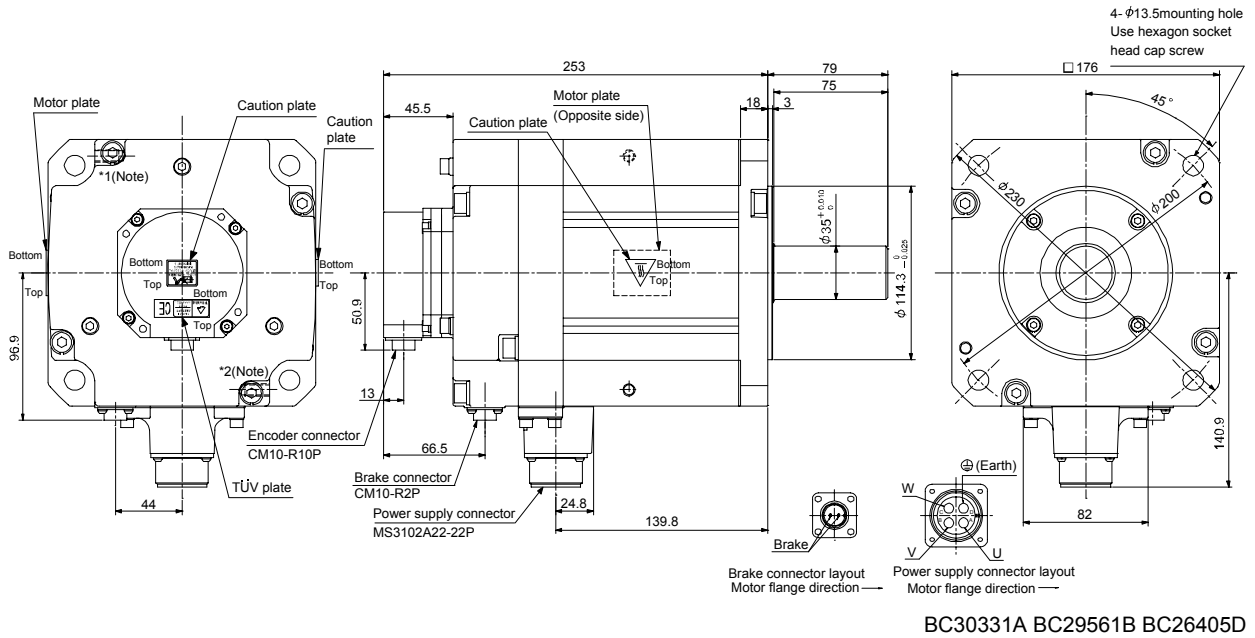 4-φ13.5mounting hole
Use hexagon socket
head cap screw
253
79
□176
75
Motor plate
Caution plate
45.5
Motor plate
(Opposite side)
18
3
45°
Caution
plate
Caution plate
*1(Note)
φ230
φ200
φ35 +0.010 0
Bottom
Bottom
Bottom
Top
Top
Top
Bottom
Top
Bottom
Top
CE
50.9
φ114.3 0 -0.025
96.9
*2(Note)
13
Encoder connector
CM10-R10P
66.5
140.9
TÜV plate
Brake connector
CM10-R2P
⏚(Earth)
W
44
Power supply connector
MS3102A22-22P
24.8
139.8
82
Brake
V
U
Brake connector layout
Motor flange direction →
Power supply connector layout
Motor flange direction →
BC30331A BC29561B BC26405D